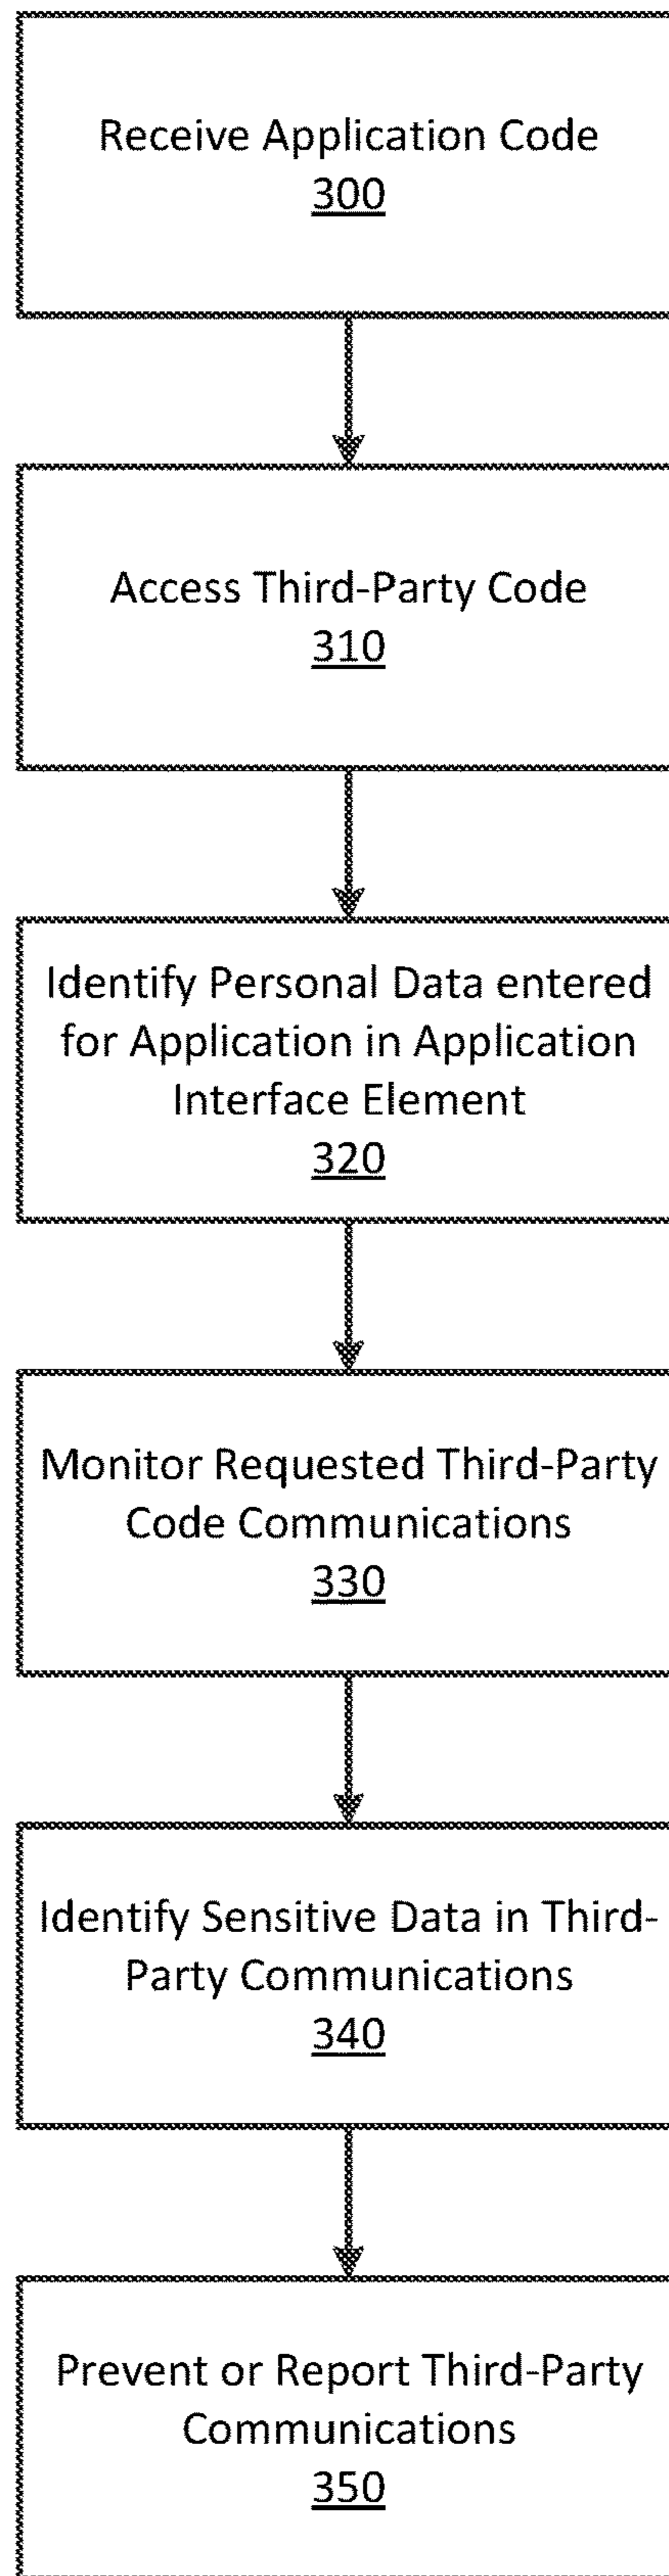 Receive Application Code
300
Access Third-Party Code
310
Identify Personal Data entered
for Application in Application
Interface Element
320
Monitor Requested Third-Party
Code Communications
330
Identify Sensitive Data in Third-
Party Communications
340
Prevent or Report Third-Party
Communications
350